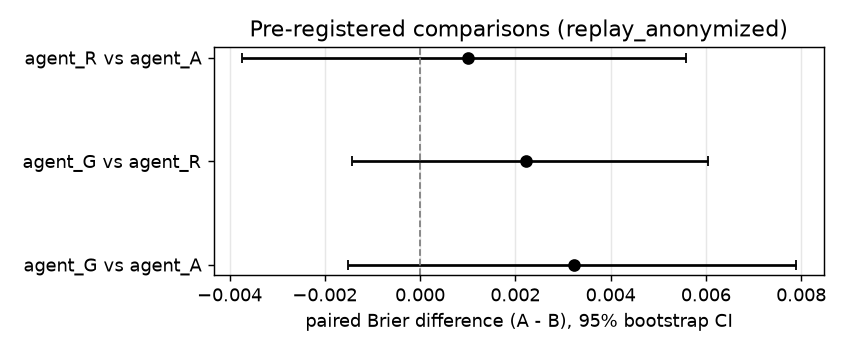 Pre-registered comparisons (replay_anonymized)
agent_R vs agent_A
agent_G vs agent_R
agent_G vs agent_A
−0.004 −0.002 0.000 0.002 0.004 0.006 0.008
paired Brier difference (A - B), 95% bootstrap CI